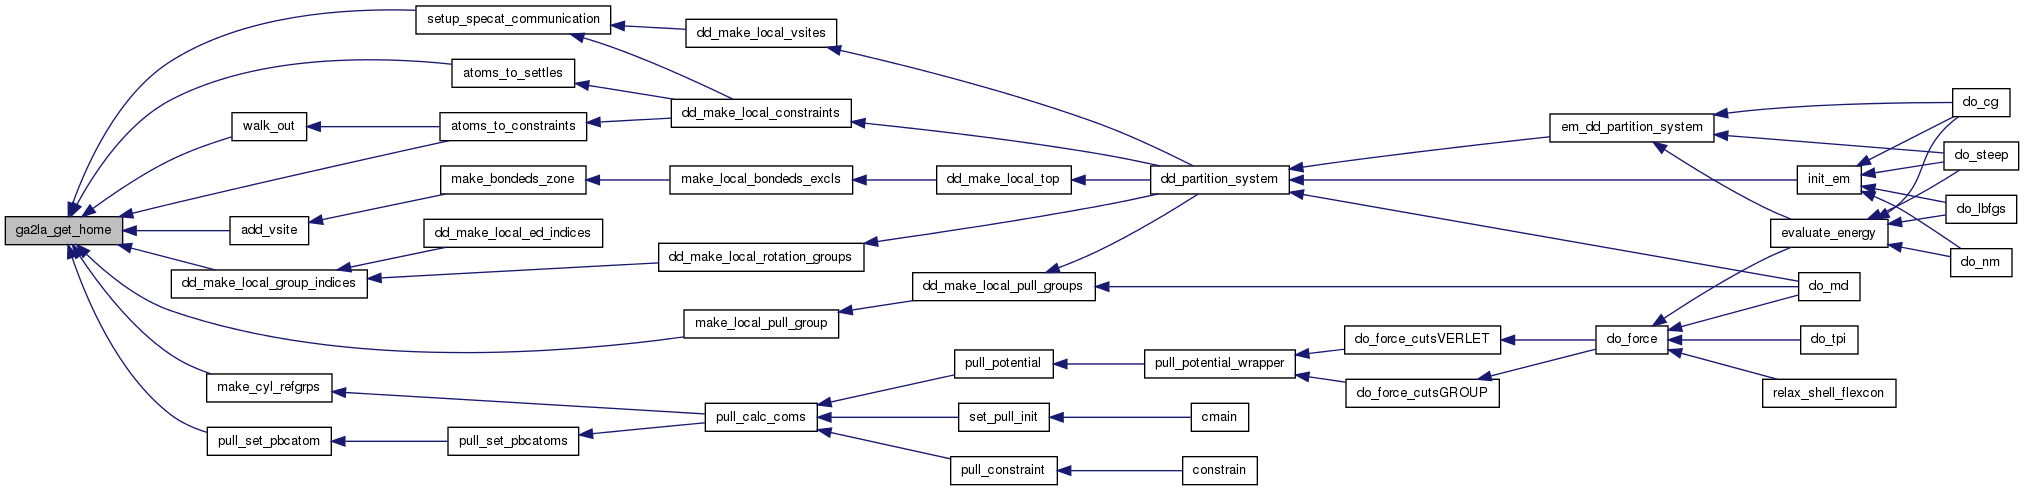 setup_specat_communication
dd_make_local_vsites
atoms_to_settles
do_cg
dd_make_local_constraints
walk_out
atoms_to_constraints
em_dd_partition_system
do_steep
make_bondeds_zone
make_local_bondeds_excls
dd_make_local_top
dd_partition_system
init_em
do_lbfgs
ga2la_get_home
add_vsite
dd_make_local_ed_indices
evaluate_energy
dd_make_local_rotation_groups
do_nm
dd_make_local_group_indices
dd_make_local_pull_groups
do_md
make_local_pull_group
do_force_cutsVERLET
do_force
do_tpi
pull_potential
pull_potential_wrapper
make_cyl_refgrps
do_force_cutsGROUP
relax_shell_flexcon
pull_calc_coms
set_pull_init
cmain
pull_set_pbcatom
pull_set_pbcatoms
pull_constraint
constrain